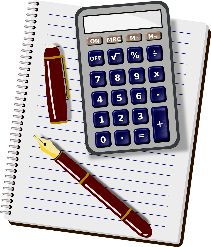 ON MRC M- M+
OFF √ % ÷
7 8 9 x
4 5 6 -
1 2 3 +
0 . =